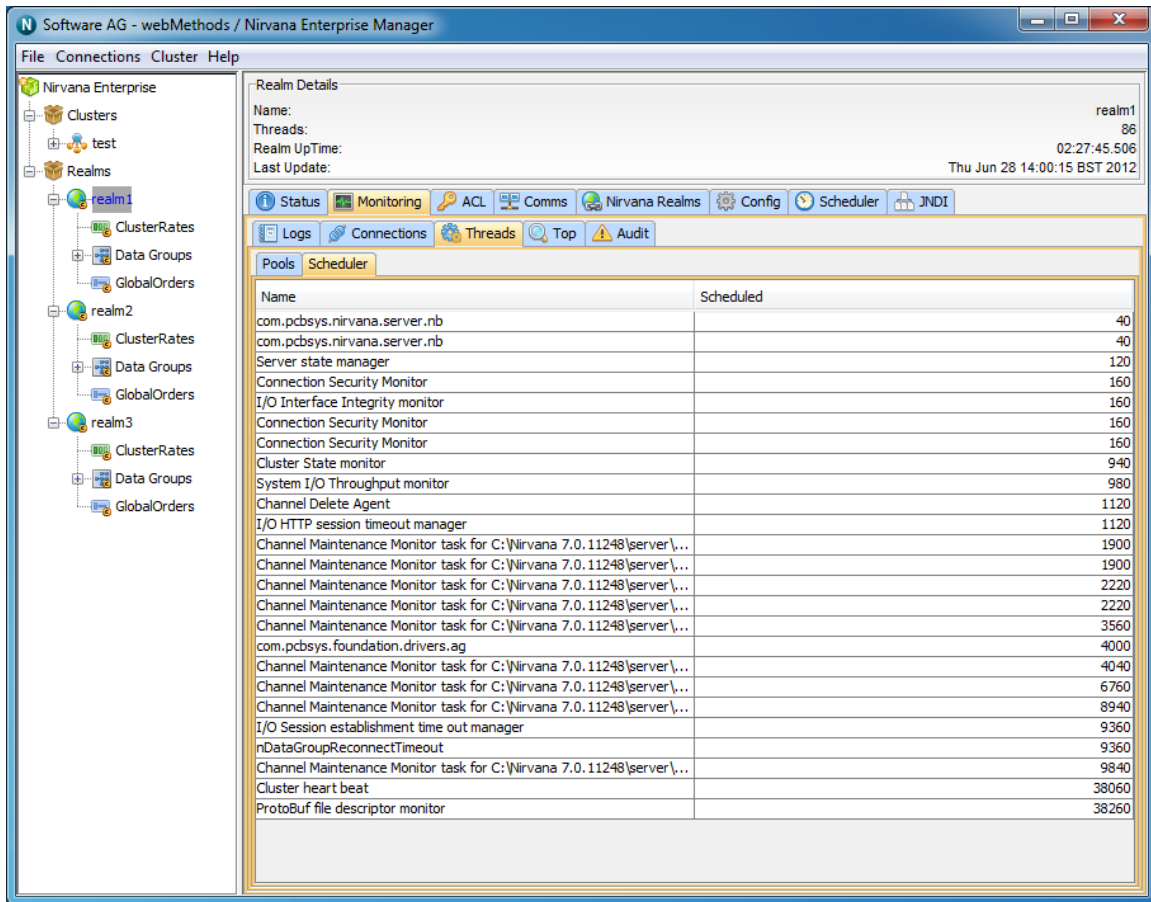 Software AG - webMethods / Nirvana Enterprise Manager
File Connections Cluster Help
Nirvana Enterprise
Clusters
test
Realms
realm1
ClusterRates
Data Groups
GlobalOrders
realm2
ClusterRates
Data Groups
GlobalOrders
realm3
ClusterRates
Data Groups
GlobalOrders
Realm Details
Name: realm1
Threads: 86
Realm UpTime: 02:27:45.506
Last Update: Thu Jun 28 14:00:15 BST 2012
Status Monitoring ACL Comms Nirvana Realms Config Scheduler JNDI
Logs Connections Threads Top Audit
Pools Scheduler
Name Scheduled
com.pcbsys.nirvana.server.nb 40
com.pcbsys.nirvana.server.nb 40
Server state manager 120
Connection Security Monitor 160
I/O Interface Integrity monitor 160
Connection Security Monitor 160
Connection Security Monitor 160
Cluster State monitor 940
System I/O Throughput monitor 980
Channel Delete Agent 1120
I/O HTTP session timeout manager 1120
Channel Maintenance Monitor task for C:\Nirvana 7.0.11248\server\... 1900
Channel Maintenance Monitor task for C:\Nirvana 7.0.11248\server\... 1900
Channel Maintenance Monitor task for C:\Nirvana 7.0.11248\server\... 2220
Channel Maintenance Monitor task for C:\Nirvana 7.0.11248\server\... 2220
Channel Maintenance Monitor task for C:\Nirvana 7.0.11248\server\... 3560
com.pcbsys.foundation.drivers.ag 4000
Channel Maintenance Monitor task for C:\Nirvana 7.0.11248\server\... 4040
Channel Maintenance Monitor task for C:\Nirvana 7.0.11248\server\... 6760
Channel Maintenance Monitor task for C:\Nirvana 7.0.11248\server\... 8940
I/O Session establishment time out manager 9360
nDataGroupReconnectTimeout 9360
Channel Maintenance Monitor task for C:\Nirvana 7.0.11248\server\... 9840
Cluster heart beat 38060
ProtoBuf file descriptor monitor 38260